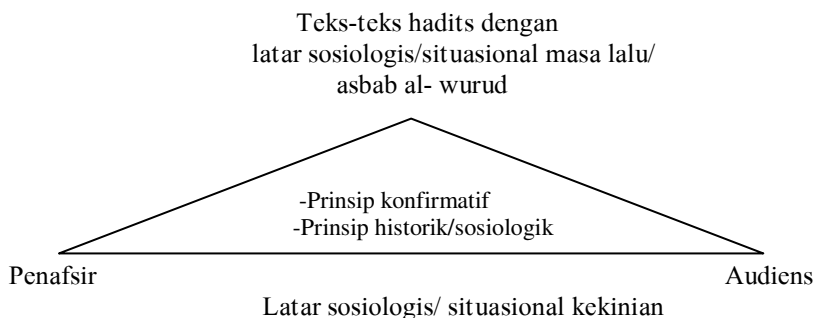 Teks-teks hadits dengan
latar sosiologis/situasional masa lalu/
asbab al- wurud
-Prinsip konfirmatif
-Prinsip historik/sosiologik
Penafsir
Audiens
Latar sosiologis/ situasional kekinian